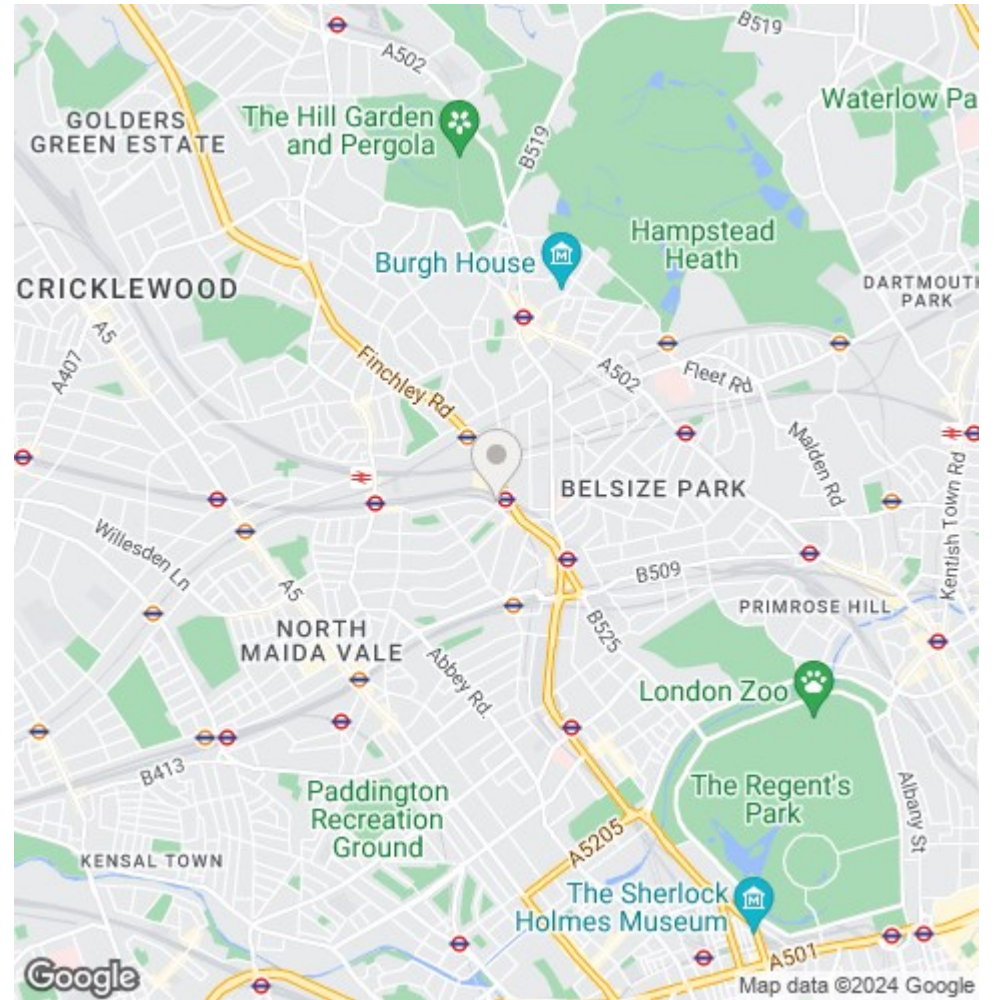 B519
A502
GOLDERS
GREEN ESTATE
The Hill Garden
and Pergola
B519
Waterlow Pa
Hampstead
Heath
Burgh House
CRICKLEWOOD
DARTMOUTH
PARK
A5
A407
Finchley Rd
A502
Fleet Rd
Malden Rd
BELSIZE PARK
Kentish Town Rd
Willesden Ln
A5
B509
PRIMROSE HILL
NORTH
MAIDA VALE
B525
Abbey Rd.
London Zoo
B413
Paddington
Recreation
Ground
The Regent's
Park
Albany St
A5205
KENSAL TOWN
The Sherlock
Holmes Museum
A501
Google
Map data ©2024 Google